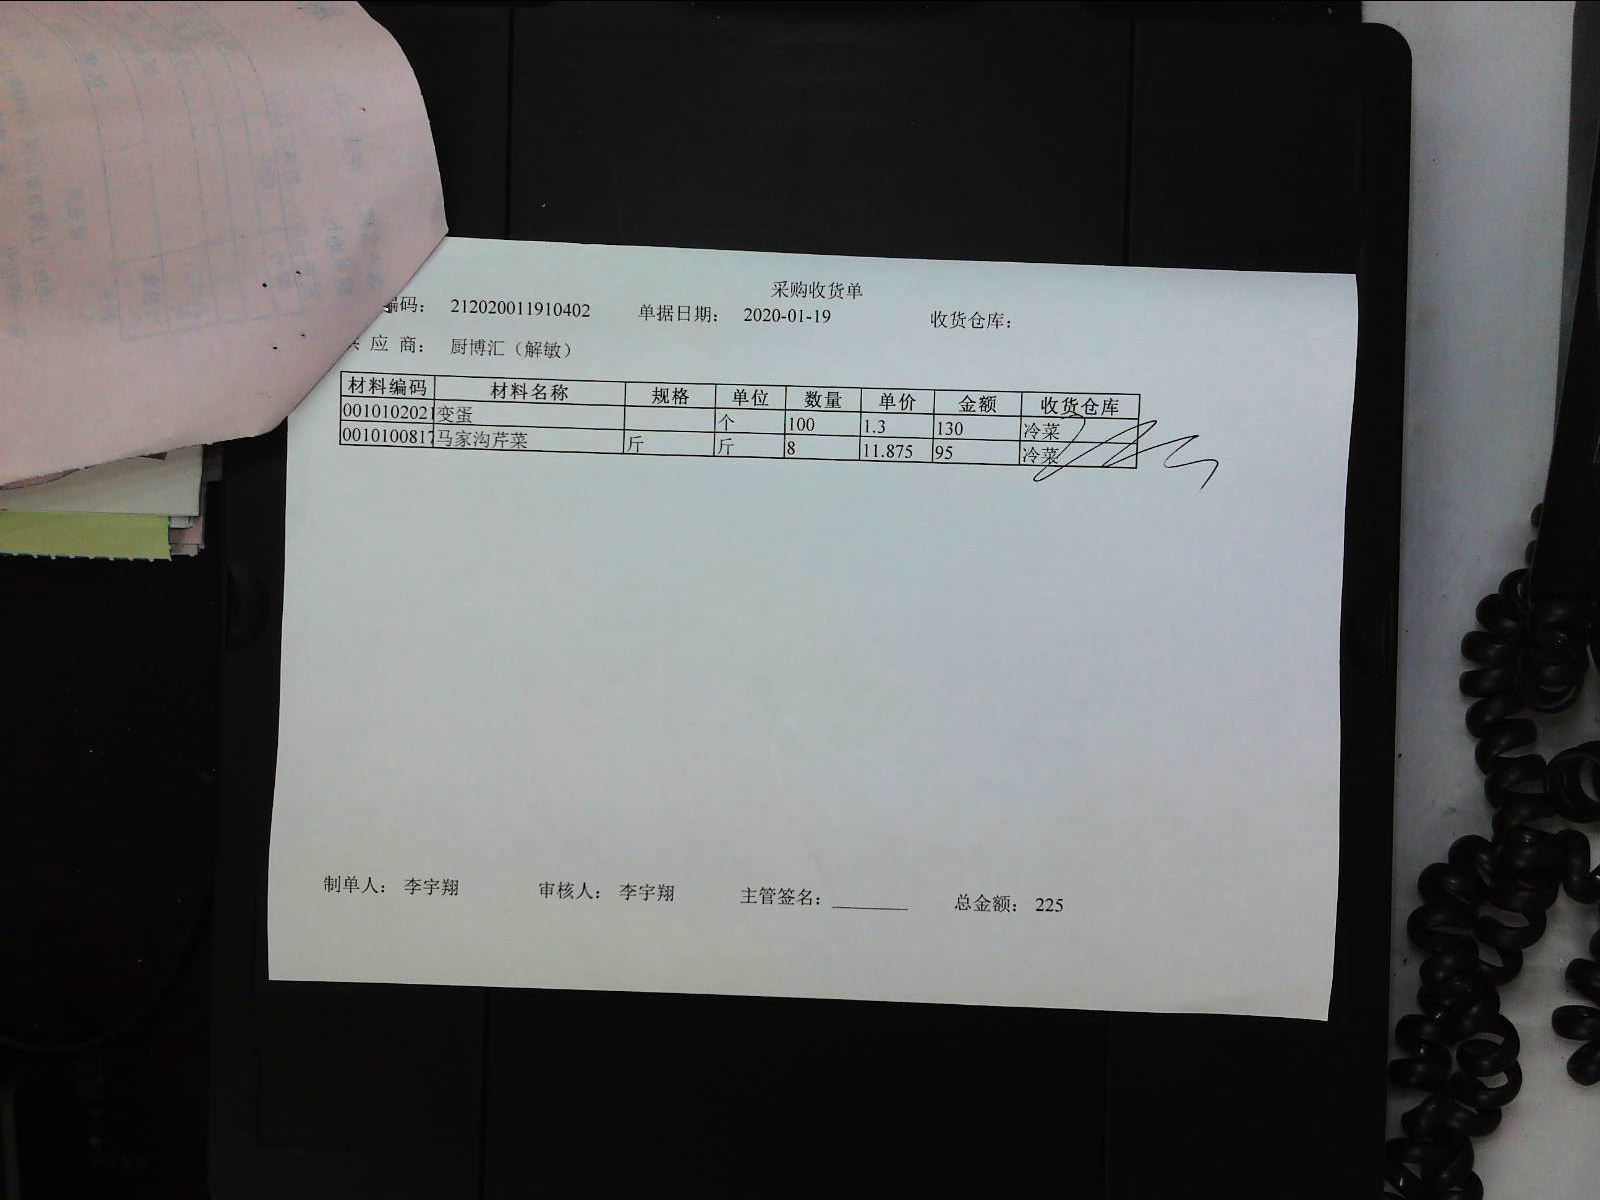 采购收货单
编码： 212020011910402 单据日期： 2020-01-19 收货仓库：
应 商： 厨博汇（解敏）
材料编码 材料名称 规格 单位 数量 单价 金额 收货仓库
0010102021 变蛋 个 100 1.3 130 冷菜
0010100817 马家沟芹菜 斤 斤 8 11.875 95 冷菜
制单人： 李宇翔 审核人： 李宇翔 主管签名： 总金额： 225